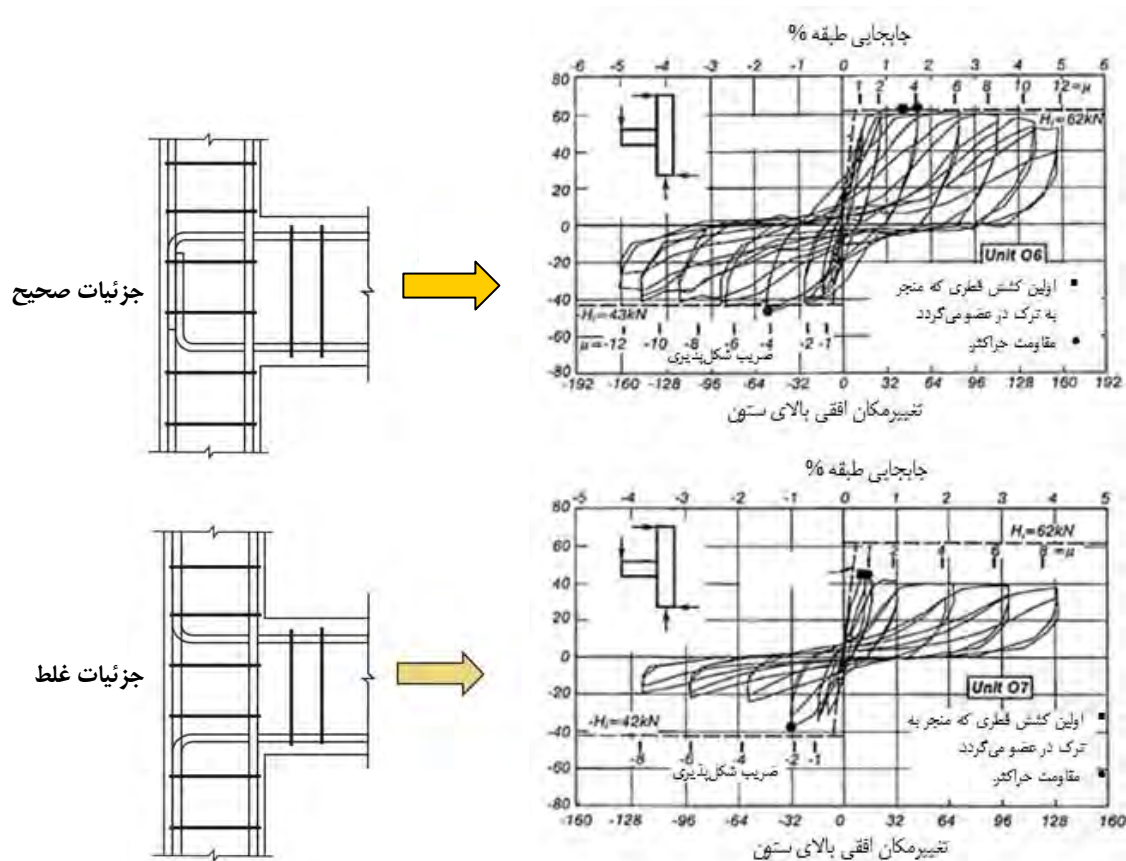 جابجایی طبقه %
-6 -5 -4 -3 -2 -1 0 1 2 3 4 5 6
1 2 4 6 8 10 12=μ
Hᵢ=62kN
80
60
40
20
0
-20
-40
-60
-80
Unit O6
■ اولین کشش قطری که منجر
به ترک در عضو می‌گردد.
● مقاومت حداکثر.
-Hᵢ=43kN
μ=-12 -10 -8 -6 -4 -2 -1
ضریب شکل‌پذیری
-192 -160 -128 -96 -64 -32 0 32 64 96 128 160 192
تغییرمکان افقی بالای ستون
جزئیات صحیح
جابجایی طبقه %
-5 -4 -3 -2 -1 0 1 2 3 4 5
Hᵢ=62kN
1 2 4 6 8=μ
80
60
40
20
0
-20
-40
-60
-80
Unit O7
■ اولین کشش قطری که منجر به
ترک در عضو می‌گردد.
■ مقاومت حداکثر.
-Hᵢ=42kN
-8 -6 -4 -2 -1
ضریب شکل‌پذیری
-160 -128 -96 -64 -32 0 32 64 96 128 160
تغییرمکان افقی بالای ستون
جزئیات غلط